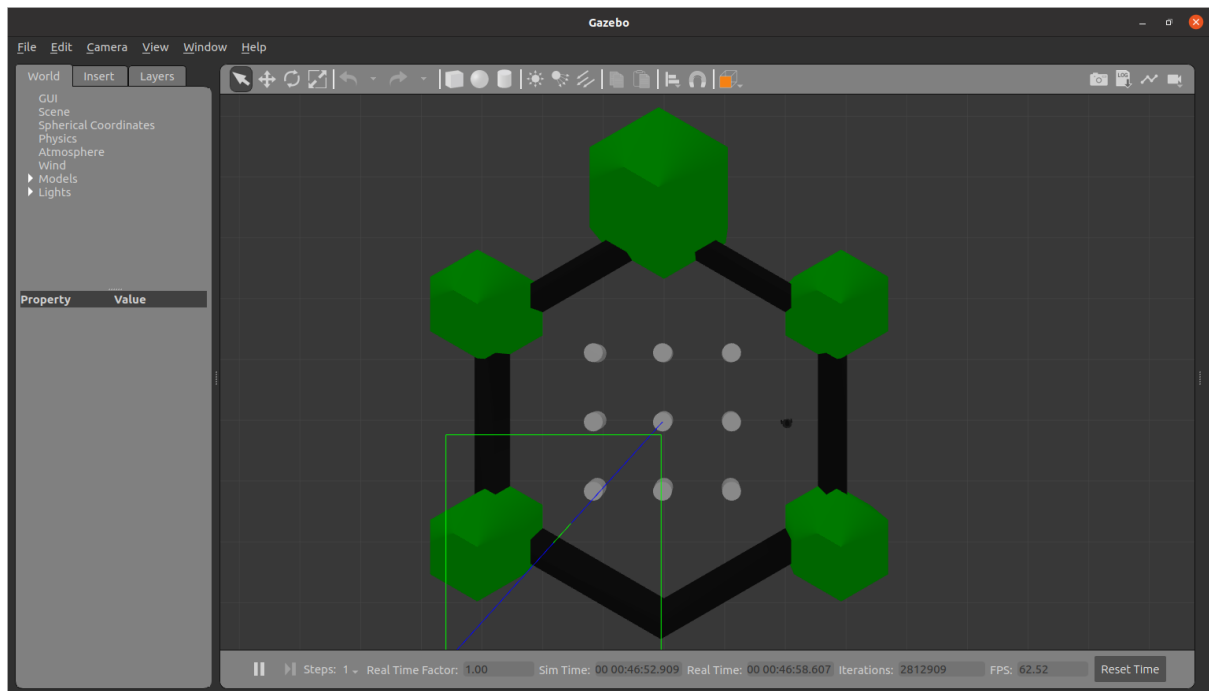 Gazebo
File Edit Camera View Window Help
World Insert Layers
GUI
Scene
Spherical Coordinates
Physics
Atmosphere
Wind
Models
Lights
Property Value
LOG
Steps: 1 Real Time Factor: 1.00 Sim Time: 00 00:46:52.909 Real Time: 00 00:46:58.607 Iterations: 2812909 FPS: 62.52 Reset Time